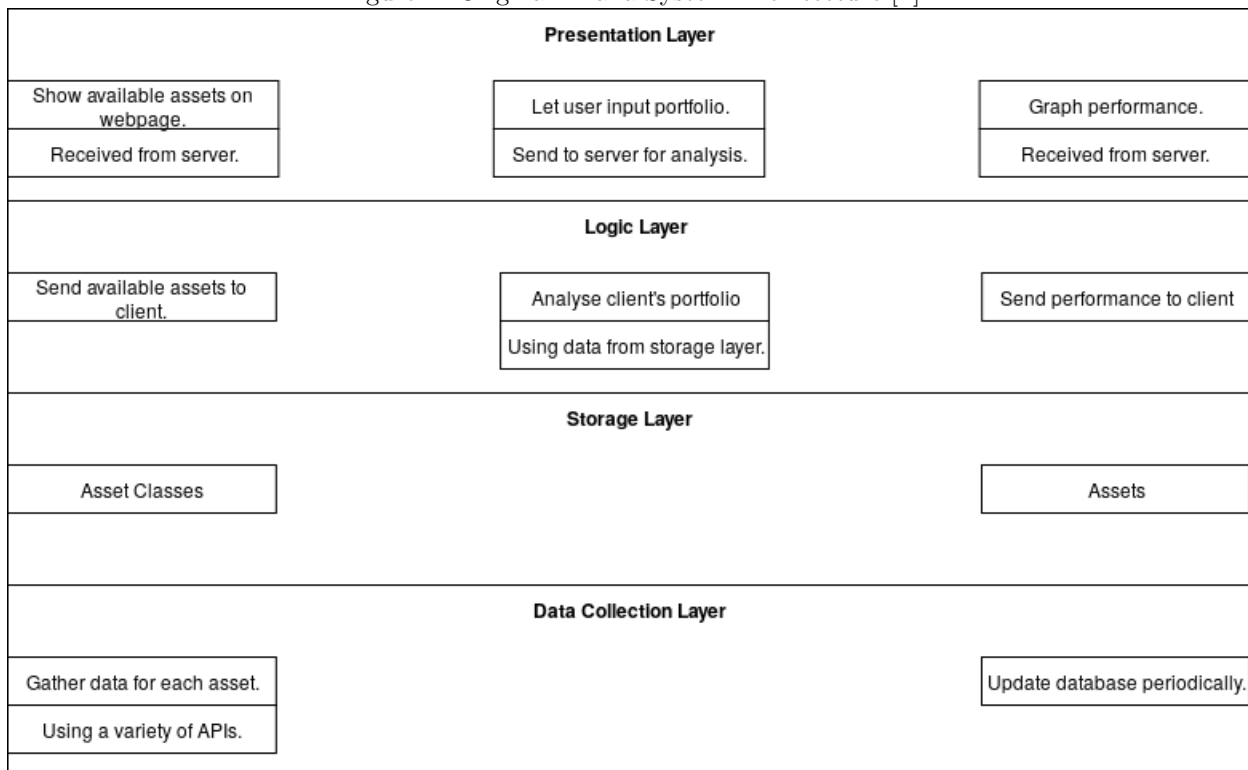 Presentation Layer
Show available assets on
webpage.
Let user input portfolio.
Graph performance.
Received from server.
Send to server for analysis.
Received from server.
Logic Layer
Send available assets to
client.
Analyse client's portfolio
Send performance to client
Using data from storage layer.
Storage Layer
Asset Classes
Assets
Data Collection Layer
Gather data for each asset.
Update database periodically.
Using a variety of APIs.